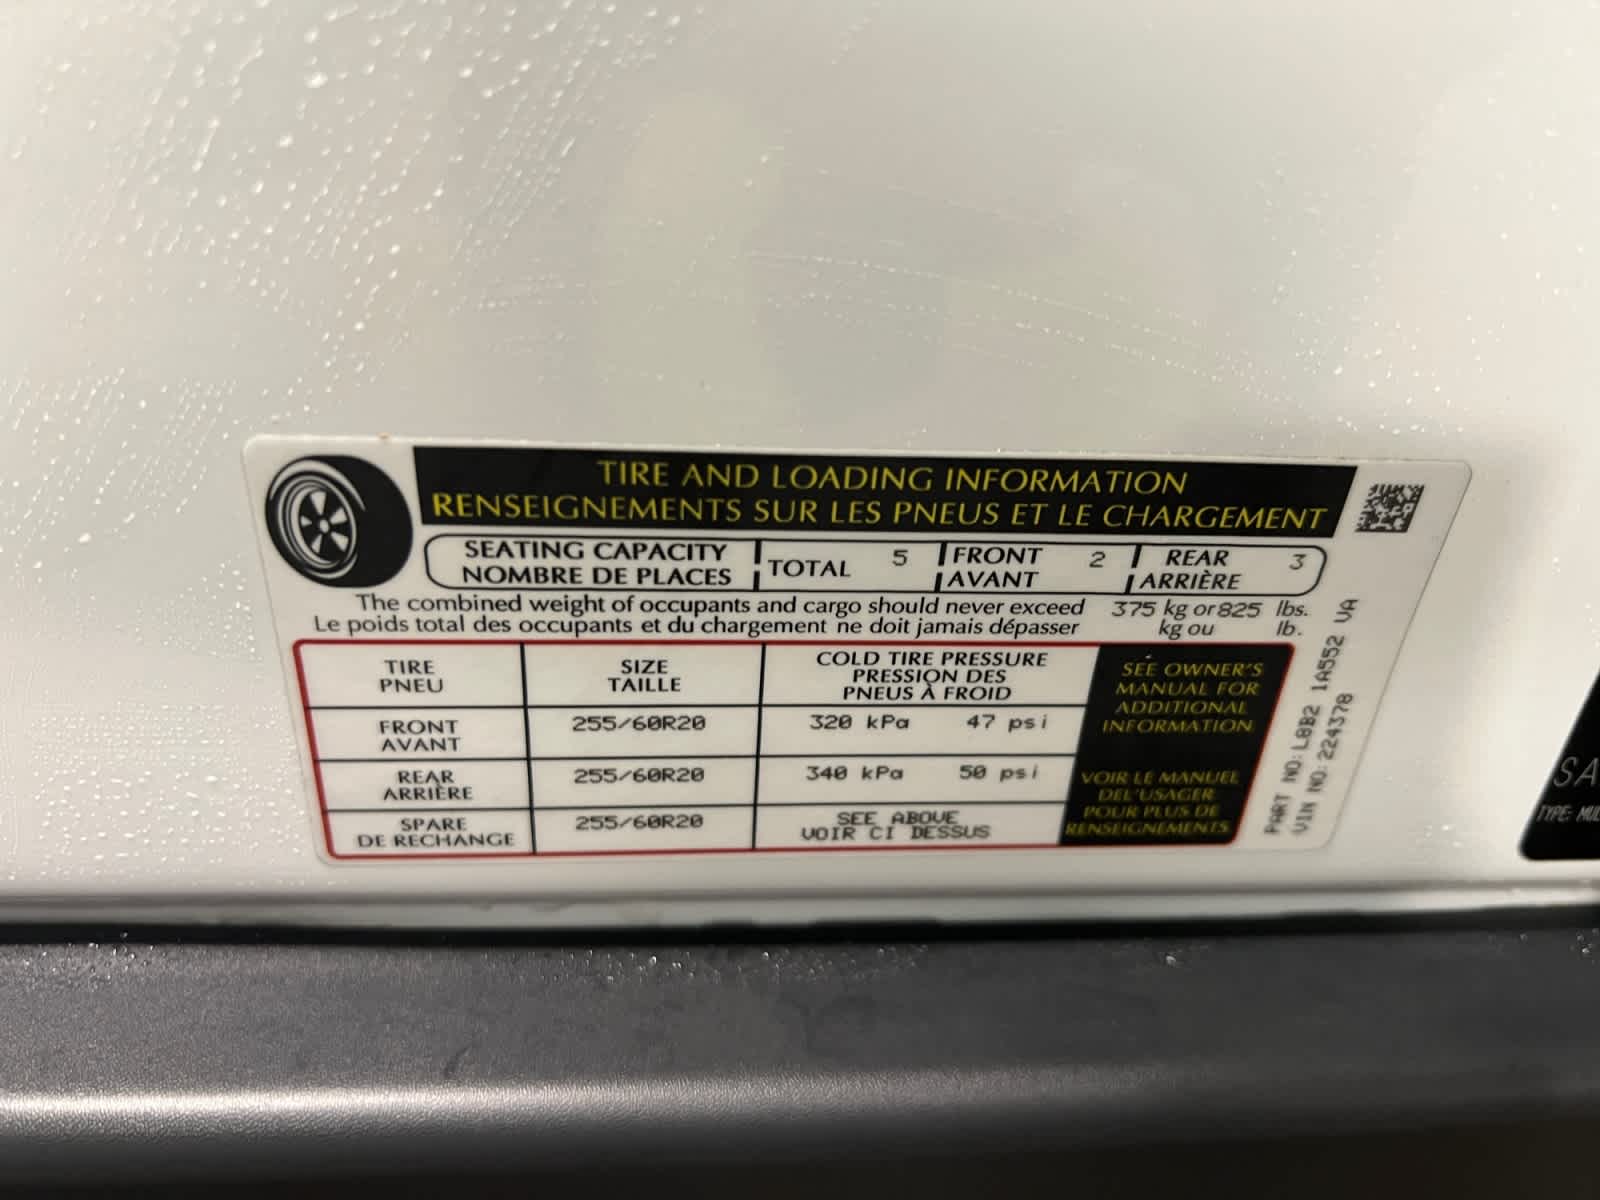 TIRE AND LOADING INFORMATION
RENSEIGNEMENTS SUR LES PNEUS ET LE CHARGEMENT
SEATING CAPACITY
NOMBRE DE PLACES
TOTAL 5
FRONT
AVANT
2
REAR
ARRIÈRE
3
The combined weight of occupants and cargo should never exceed 375 kg or 825 lbs.
Le poids total des occupants et du chargement ne doit jamais dépasser kg ou lb.
TIRE
PNEU
SIZE
TAILLE
COLD TIRE PRESSURE
PRESSION DES
PNEUS À FROID
FRONT
AVANT
255/60R20
320 kPa 47 psi
REAR
ARRIÈRE
255/60R20
340 kPa 50 psi
SPARE
DE RECHANGE
255/60R20
SEE ABOVE
VOIR CI DESSUS
SEE OWNER'S
MANUAL FOR
ADDITIONAL
INFORMATION
VOIR LE MANUEL
DEL'USAGER
POUR PLUS DE
RENSEIGNEMENTS
PART NO: L8B2 1A552 VA
VIN NO: 224378
SA
TYPE: MUL